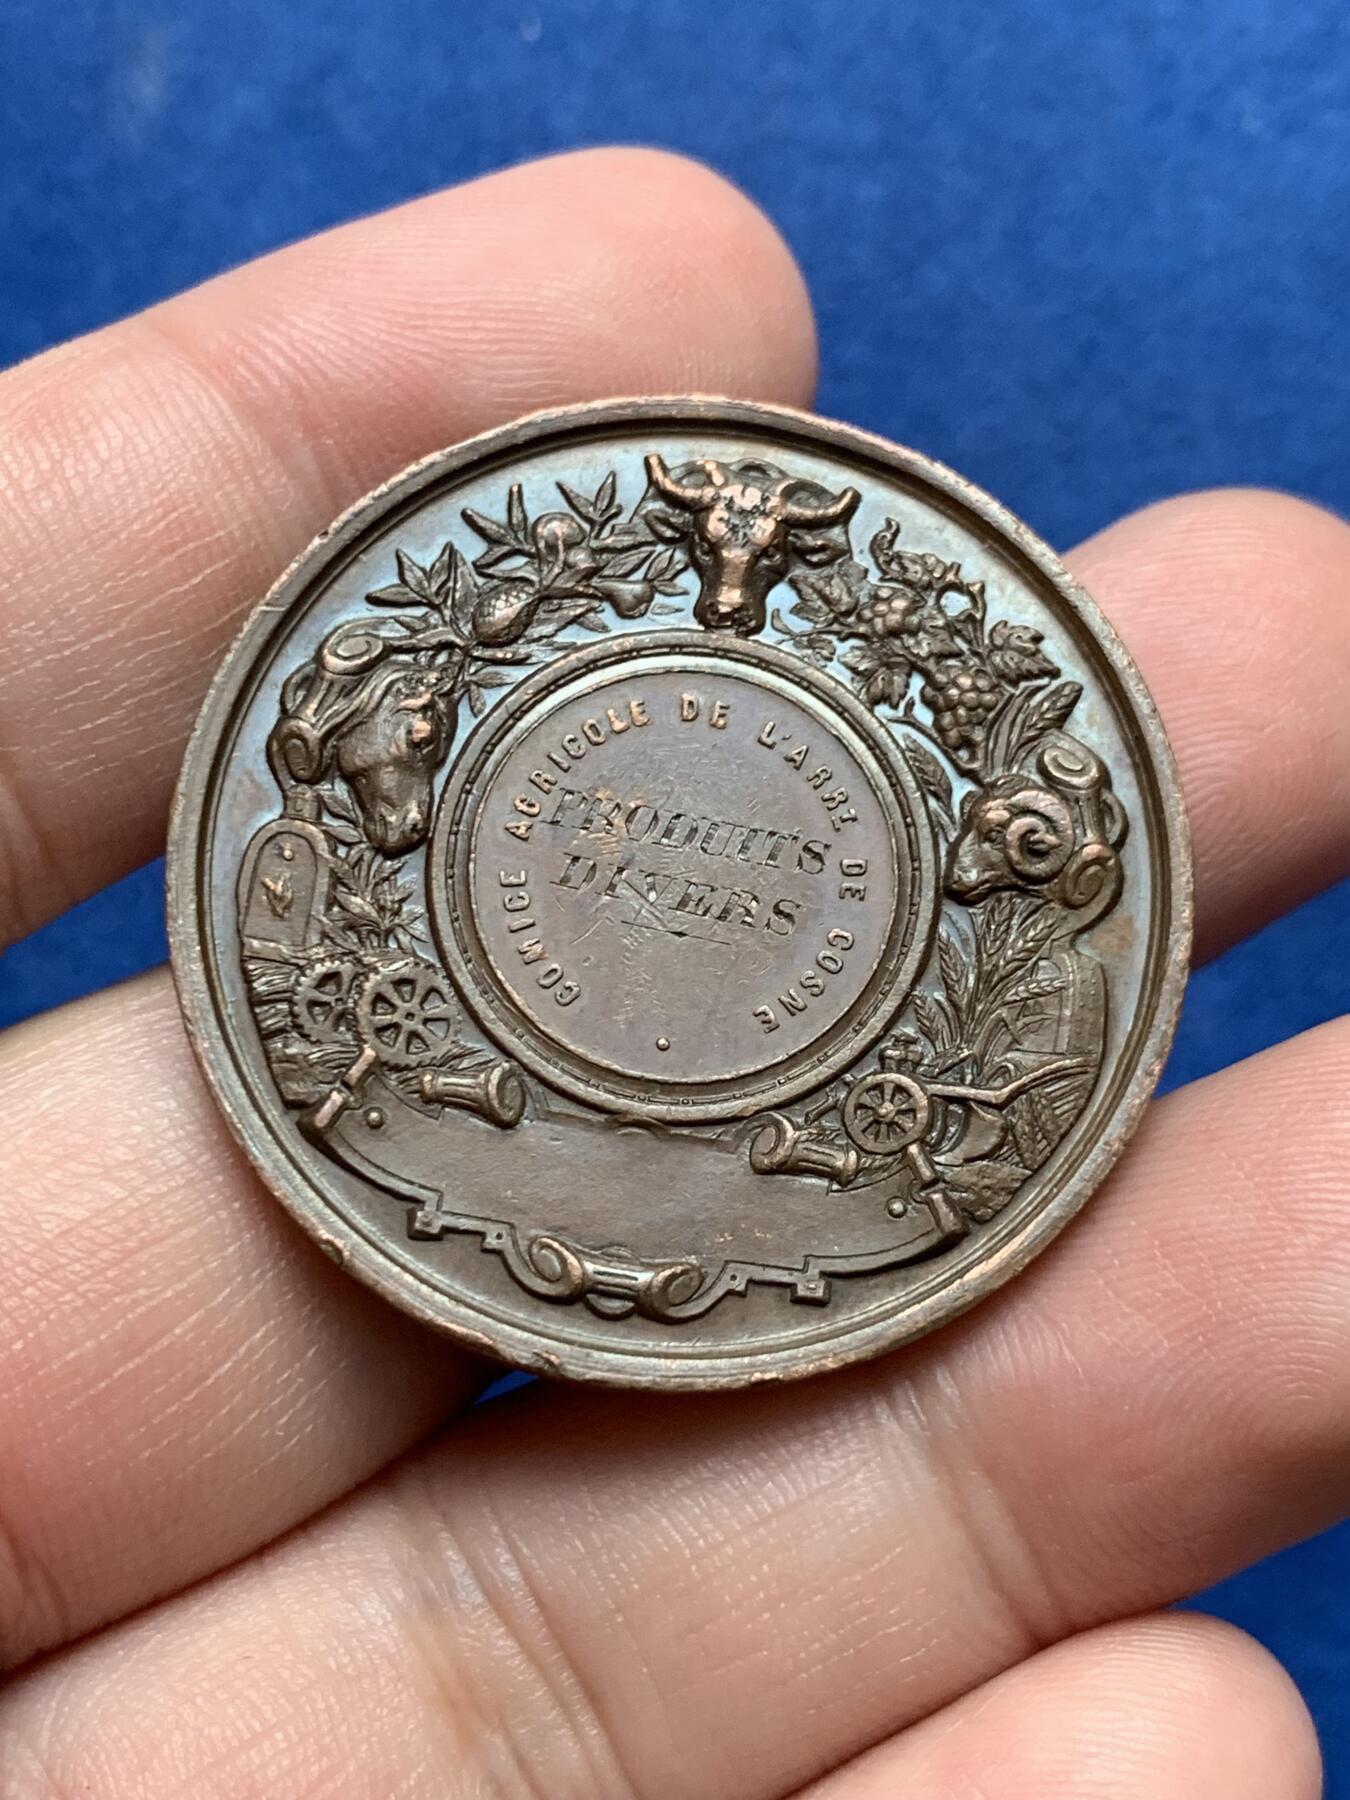 COMICE AGRICOLE DE L'ARRT DE COSNE
PRODUITS
DIVERS